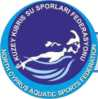 KUZEY KIBRIS SU SPORLARI FEDERASYONU
NORTH CYPRUS AQUATIC SPORTS FEDERATION